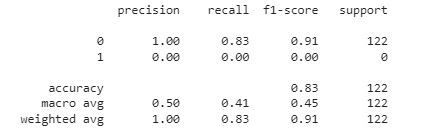 precision recall f1-score support
0 1.00 0.83 0.91 122
1 0.00 0.00 0.00 0
accuracy 0.83 122
macro avg 0.50 0.41 0.45 122
weighted avg 1.00 0.83 0.91 122